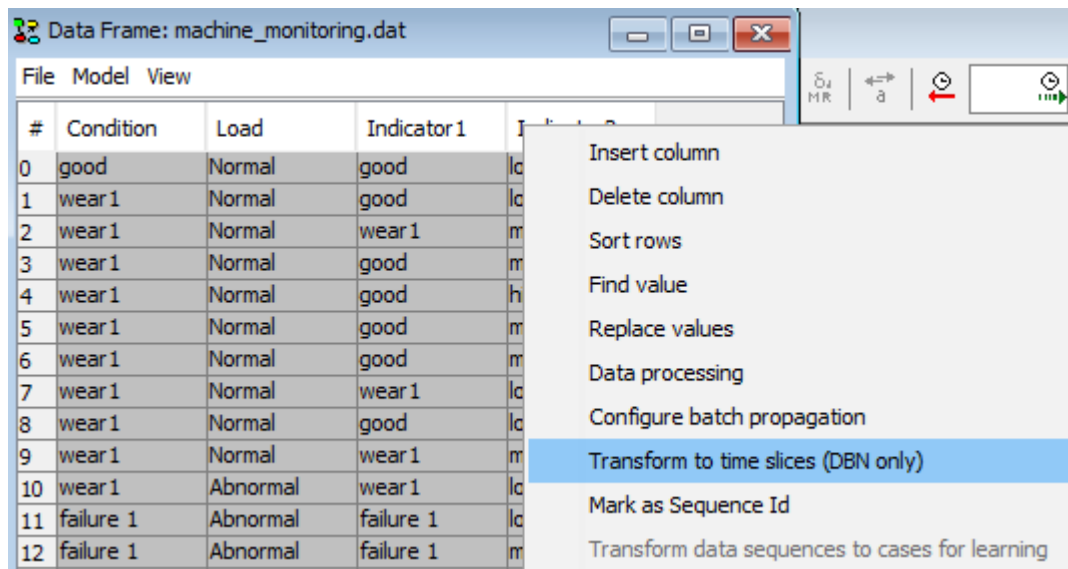 Data Frame: machine_monitoring.dat
File Model View
δ₄ MR a
# Condition Load Indicator1
0 good Normal good
1 wear1 Normal good
2 wear1 Normal wear1
3 wear1 Normal good
4 wear1 Normal good
5 wear1 Normal good
6 wear1 Normal good
7 wear1 Normal wear1
8 wear1 Normal good
9 wear1 Normal wear1
10 wear1 Abnormal wear1
11 failure 1 Abnormal failure 1
12 failure 1 Abnormal failure 1
Insert column
Delete column
Sort rows
Find value
Replace values
Data processing
Configure batch propagation
Transform to time slices (DBN only)
Mark as Sequence Id
Transform data sequences to cases for learning